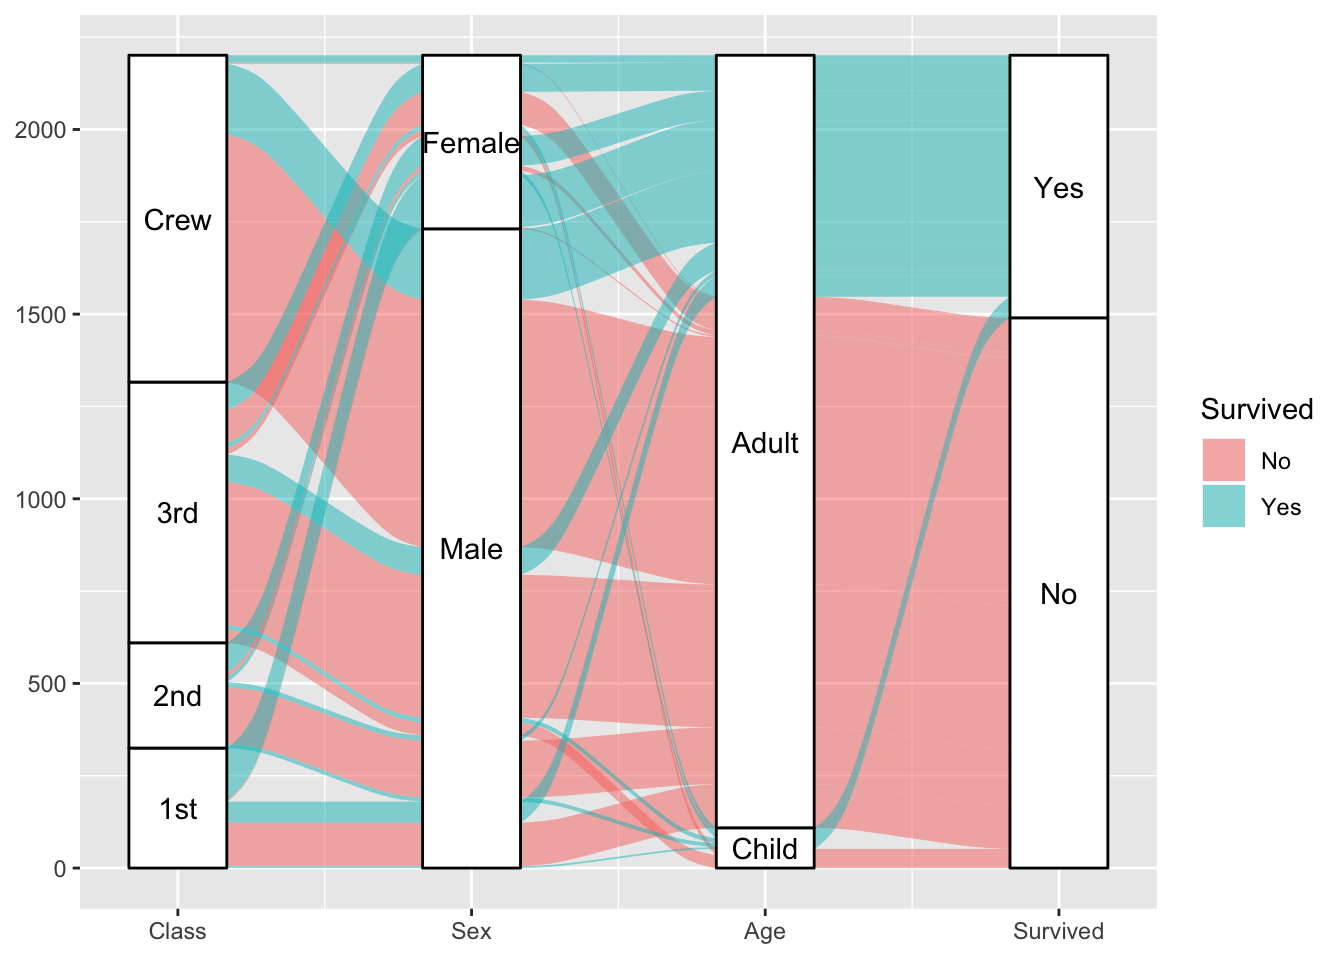 2000
1500
1000
500
0
Crew
3rd
2nd
1st
Female
Male
Adult
Child
Yes
No
Class
Sex
Age
Survived
Survived
No
Yes